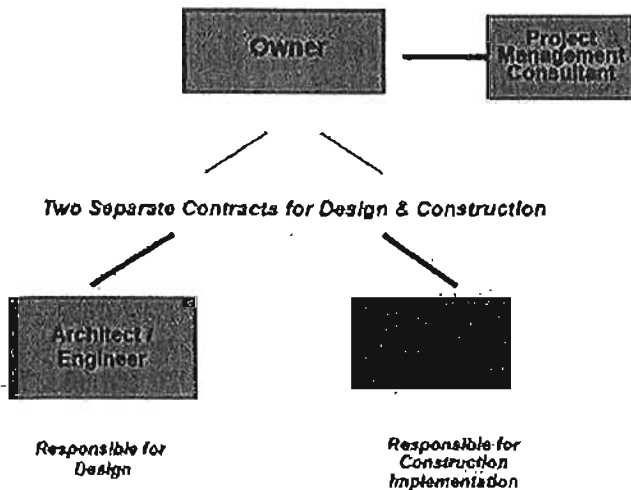 Owner
Project
Management
Consultant
Two Separate Contracts for Design & Construction
Architect /
Engineer
Responsible for
Design
Responsible for
Construction
Implementation